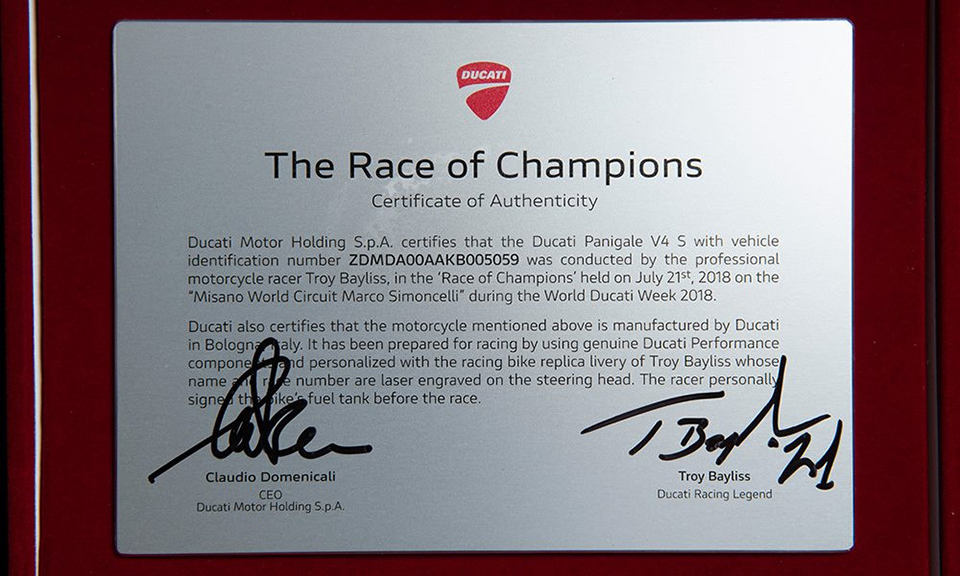 DUCATI
The Race of Champions
Certificate of Authenticity
Ducati Motor Holding S.p.A. certifies that the Ducati Panigale V4 S with vehicle
identification number ZDMDA00AAKB005059 was conducted by the professional
motorcycle racer Troy Bayliss, in the ‘Race of Champions’ held on July 21st, 2018 on the
“Misano World Circuit Marco Simoncelli” during the World Ducati Week 2018.
Ducati also certifies that the motorcycle mentioned above is manufactured by Ducati
in Bologna, Italy. It has been prepared for racing by using genuine Ducati Performance
components and personalized with the racing bike replica livery of Troy Bayliss whose
name and race number are laser engraved on the steering head. The racer personally
signed the bike's fuel tank before the race.
T Bayliss 21
Claudio Domenicali
CEO
Ducati Motor Holding S.p.A.
Troy Bayliss
Ducati Racing Legend